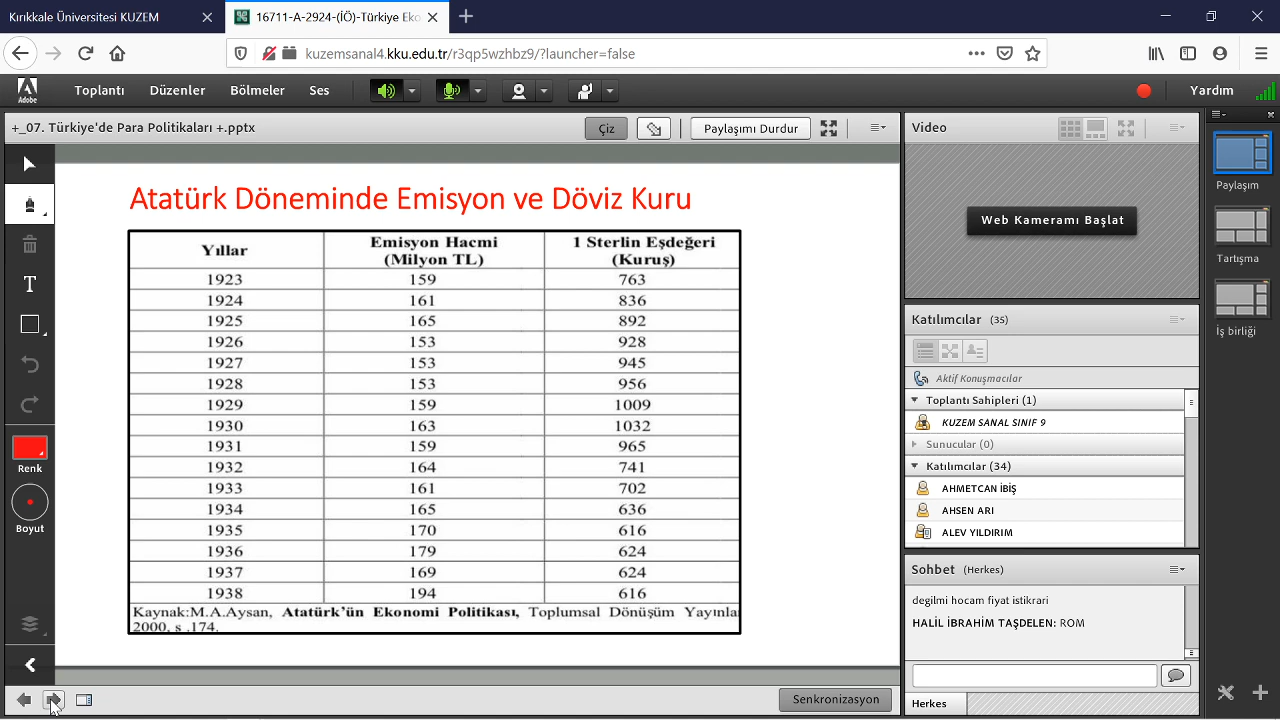 Kırıkkale Üniversitesi KUZEM
16711-A-2924-(İÖ)-Türkiye Eko
kuzemsanal4.kku.edu.tr/r3qp5wzhbz9/?launcher=false
Adobe
Toplantı Düzenler Bölmeler Ses
Yardım
+_07. Türkiye'de Para Politikaları +.pptx
Çiz
Paylaşımı Durdur
Renk
Boyut
Atatürk Döneminde Emisyon ve Döviz Kuru
Yıllar Emisyon Hacmi (Milyon TL) 1 Sterlin Eşdeğeri (Kuruş)
1923 159 763
1924 161 836
1925 165 892
1926 153 928
1927 153 945
1928 153 956
1929 159 1009
1930 163 1032
1931 159 965
1932 164 741
1933 161 702
1934 165 636
1935 170 616
1936 179 624
1937 169 624
1938 194 616
Kaynak:M.A.Aysan, Atatürk'ün Ekonomi Politikası, Toplumsal Dönüşüm Yayınla
2000, s .174.
Senkronizasyon
Video
Web Kameramı Başlat
Katılımcılar (35)
Aktif Konuşmacılar
Toplantı Sahipleri (1)
KUZEM SANAL SINIF 9
Sunucular (0)
Katılımcılar (34)
AHMETCAN İBİŞ
AHSEN ARI
ALEV YILDIRIM
Sohbet (Herkes)
degilmi hocam fiyat istikrari
HALİL İBRAHİM TAŞDELEN: ROM
Herkes
Paylaşım
Tartışma
İş birliği